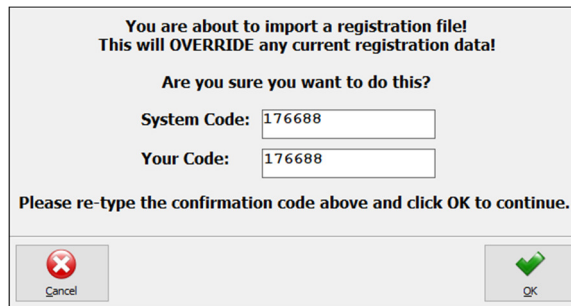 You are about to import a registration file!
This will OVERRIDE any current registration data!
Are you sure you want to do this?
System Code: 176688
Your Code: 176688
Please re-type the confirmation code above and click OK to continue.
Cancel OK